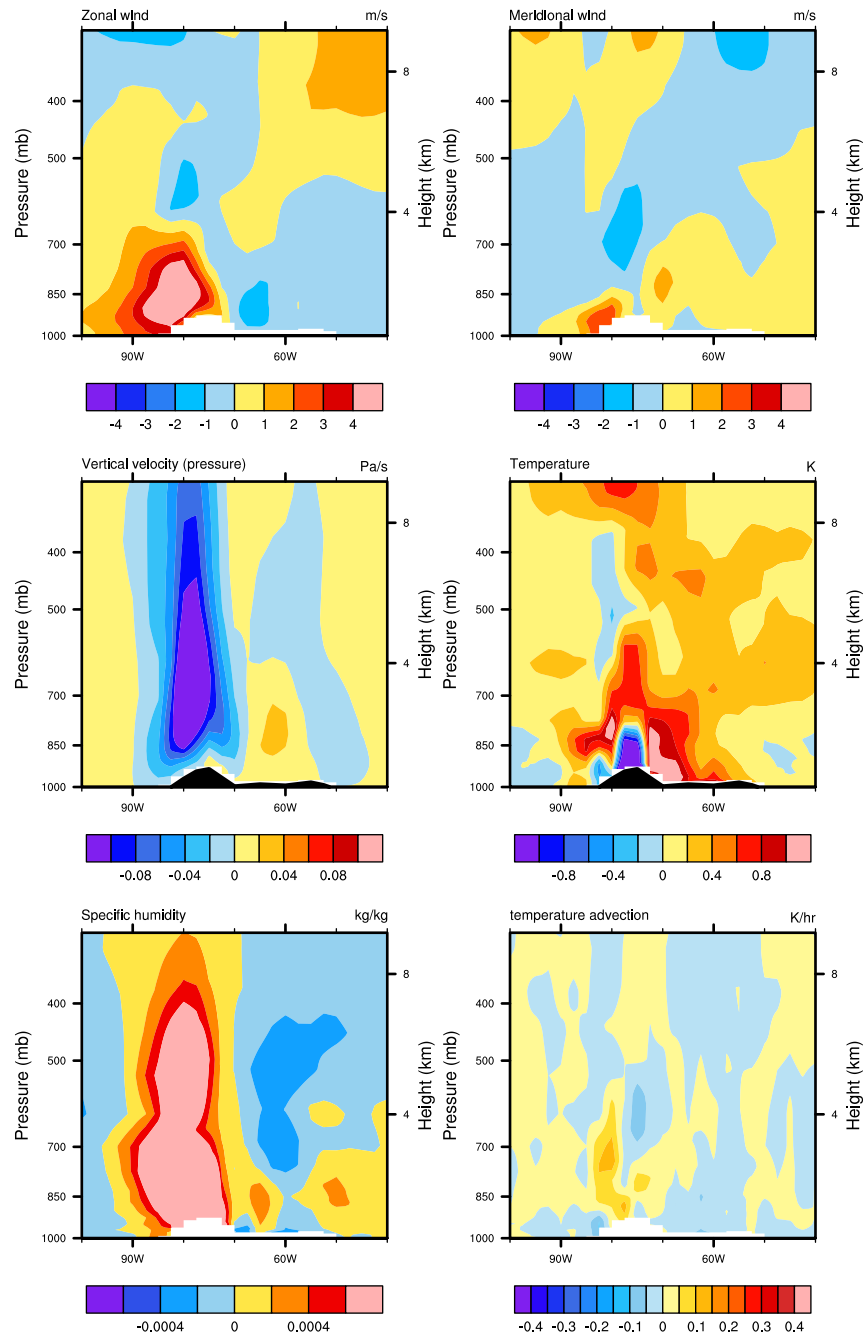 Zonal wind m/s
Pressure (mb)
400
500
700
850
1000
8
4
Height (km)
90W 60W
-4 -3 -2 -1 0 1 2 3 4
Meridional wind m/s
Pressure (mb)
400
500
700
850
1000
8
4
Height (km)
90W 60W
-4 -3 -2 -1 0 1 2 3 4
Vertical velocity (pressure) Pa/s
Pressure (mb)
400
500
700
850
1000
8
4
Height (km)
90W 60W
-0.08 -0.04 0 0.04 0.08
Temperature K
Pressure (mb)
400
500
700
850
1000
8
4
Height (km)
90W 60W
-0.8 -0.4 0 0.4 0.8
Specific humidity kg/kg
Pressure (mb)
400
500
700
850
1000
8
4
Height (km)
90W 60W
-0.0004 0 0.0004
temperature advection K/hr
Pressure (mb)
400
500
700
850
1000
8
4
Height (km)
90W 60W
-0.4 -0.3 -0.2 -0.1 0 0.1 0.2 0.3 0.4